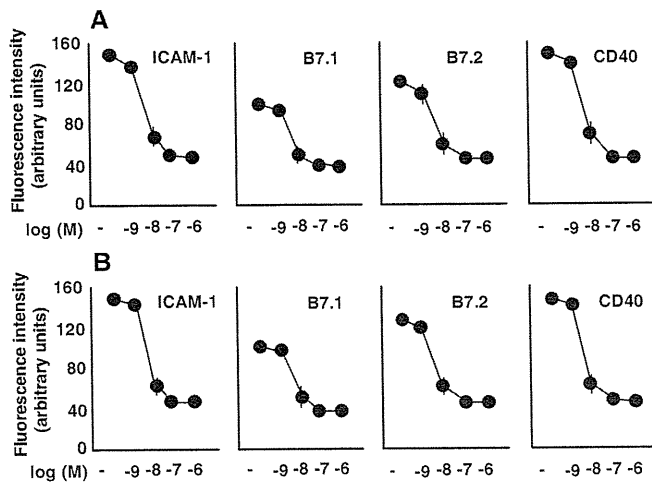 A
ICAM-1 B7.1 B7.2 CD40
Fluorescence intensity
(arbitrary units)
160
120
80
40
0
log (M) - -9 -8 -7 -6 - -9 -8 -7 -6 - -9 -8 -7 -6 - -9 -8 -7 -6
B
ICAM-1 B7.1 B7.2 CD40
Fluorescence intensity
(arbitrary units)
160
120
80
40
0
log (M) - -9 -8 -7 -6 - -9 -8 -7 -6 - -9 -8 -7 -6 - -9 -8 -7 -6